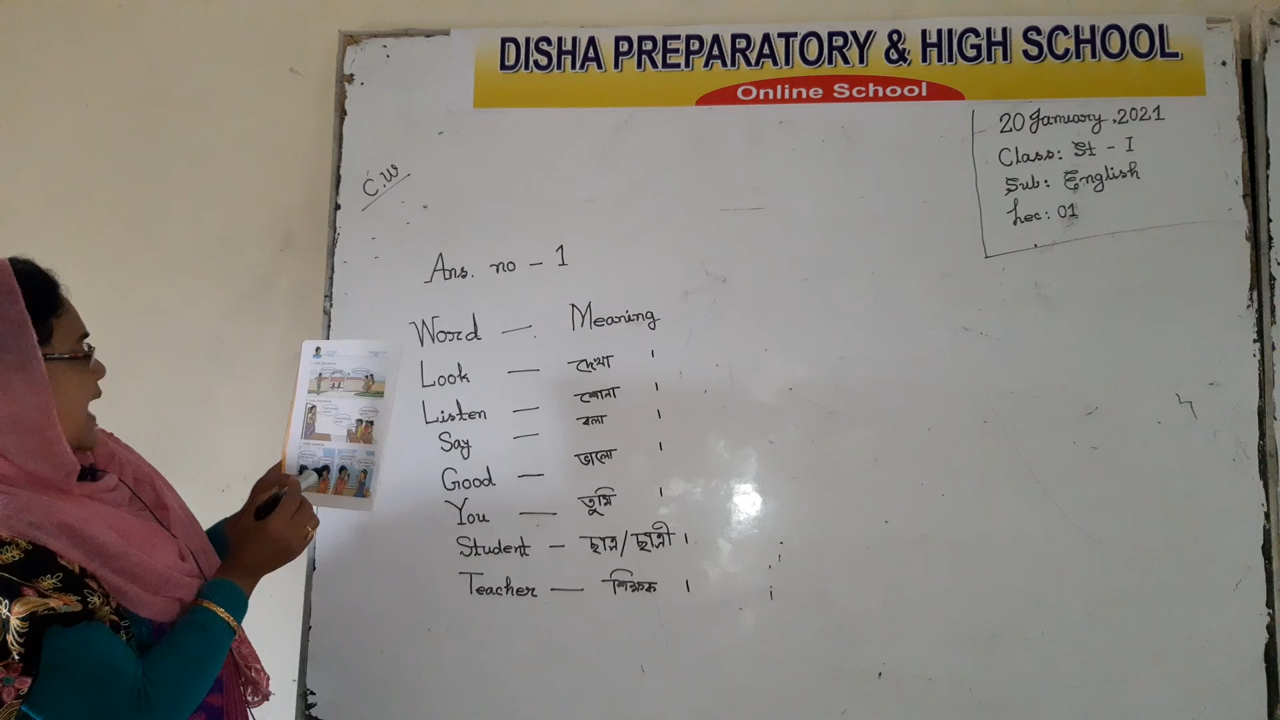 DISHA PREPARATORY & HIGH SCHOOL
Online School
20 January, 2021
Class: St - I
Sub: English
Lec: 01
C.W
Ans. no - 1
Word — Meaning
Look — দেখা ।
Listen — শোনা ।
Say — বলা ।
Good — ভালো ।
You — তুমি ।
Student — ছাত্র/ছাত্রী ।
Teacher — শিক্ষক ।